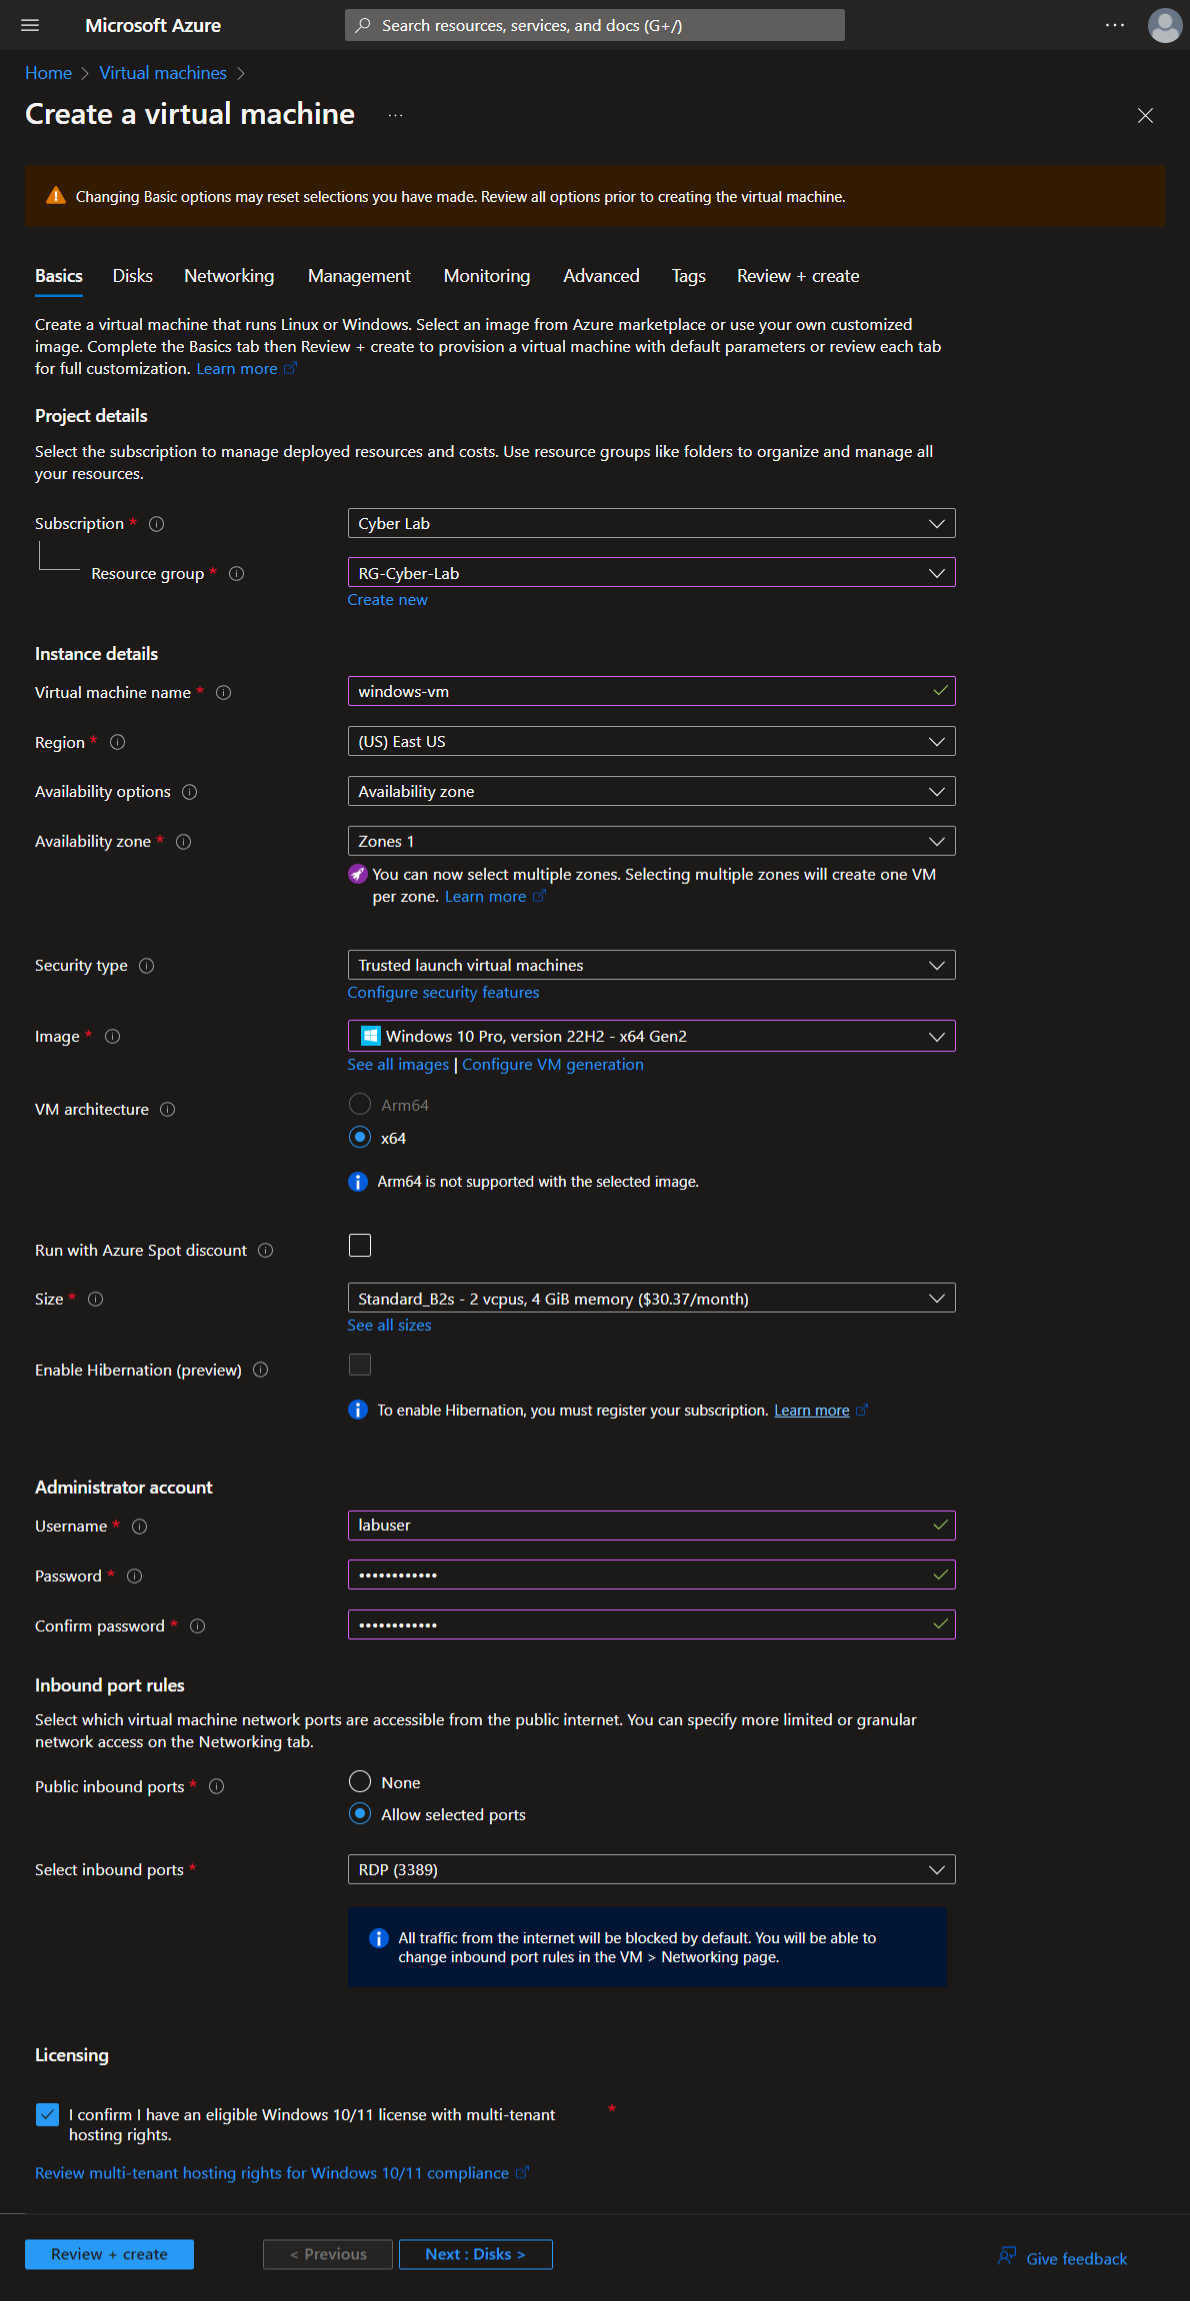 Microsoft Azure
Search resources, services, and docs (G+/)
Home > Virtual machines >
Create a virtual machine ...
Changing Basic options may reset selections you have made. Review all options prior to creating the virtual machine.
Basics Disks Networking Management Monitoring Advanced Tags Review + create
Create a virtual machine that runs Linux or Windows. Select an image from Azure marketplace or use your own customized
image. Complete the Basics tab then Review + create to provision a virtual machine with default parameters or review each tab
for full customization. Learn more
Project details
Select the subscription to manage deployed resources and costs. Use resource groups like folders to organize and manage all
your resources.
Subscription *
Cyber Lab
Resource group *
RG-Cyber-Lab
Create new
Instance details
Virtual machine name *
windows-vm
Region *
(US) East US
Availability options
Availability zone
Availability zone *
Zones 1
You can now select multiple zones. Selecting multiple zones will create one VM
per zone. Learn more
Security type
Trusted launch virtual machines
Configure security features
Image *
Windows 10 Pro, version 22H2 - x64 Gen2
See all images | Configure VM generation
VM architecture
Arm64
x64
Arm64 is not supported with the selected image.
Run with Azure Spot discount
Size *
Standard_B2s - 2 vcpus, 4 GiB memory ($30.37/month)
See all sizes
Enable Hibernation (preview)
To enable Hibernation, you must register your subscription. Learn more
Administrator account
Username *
labuser
Password *
••••••••••••
Confirm password *
••••••••••••
Inbound port rules
Select which virtual machine network ports are accessible from the public internet. You can specify more limited or granular
network access on the Networking tab.
Public inbound ports *
None
Allow selected ports
Select inbound ports *
RDP (3389)
All traffic from the internet will be blocked by default. You will be able to
change inbound port rules in the VM > Networking page.
Licensing
I confirm I have an eligible Windows 10/11 license with multi-tenant *
hosting rights.
Review multi-tenant hosting rights for Windows 10/11 compliance
Review + create
< Previous
Next : Disks >
Give feedback